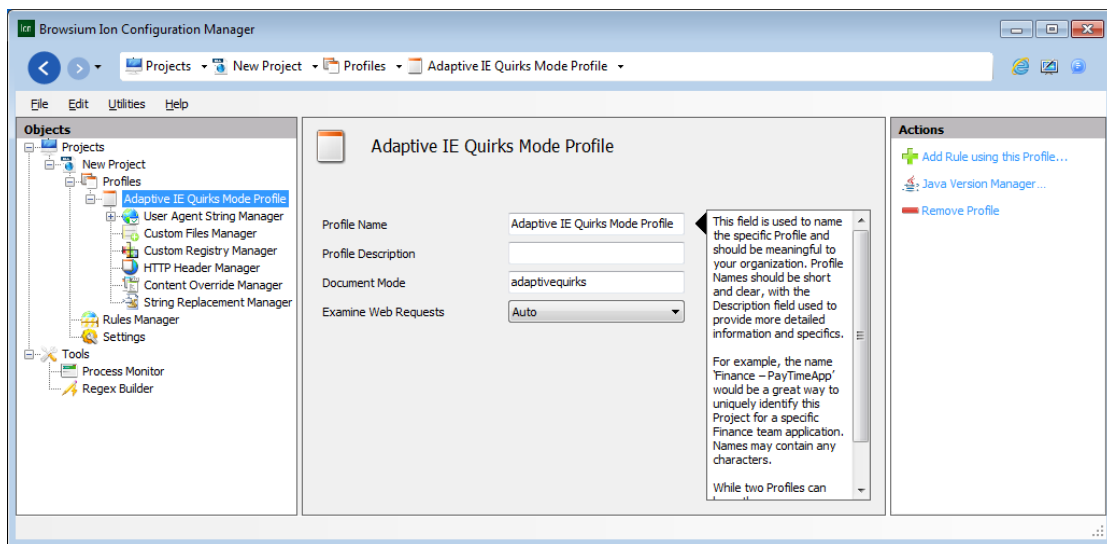 Ion Browsium Ion Configuration Manager
Projects New Project Profiles Adaptive IE Quirks Mode Profile
File Edit Utilities Help
Objects
Projects
New Project
Profiles
Adaptive IE Quirks Mode Profile
User Agent String Manager
Custom Files Manager
Custom Registry Manager
HTTP Header Manager
Content Override Manager
String Replacement Manager
Rules Manager
Settings
Tools
Process Monitor
Regex Builder
Adaptive IE Quirks Mode Profile
Profile Name Adaptive IE Quirks Mode Profile
Profile Description
Document Mode adaptivequirks
Examine Web Requests Auto
This field is used to name
the specific Profile and
should be meaningful to
your organization. Profile
Names should be short
and clear, with the
Description field used to
provide more detailed
information and specifics.
For example, the name
'Finance – PayTimeApp'
would be a great way to
uniquely identify this
Project for a specific
Finance team application.
Names may contain any
characters.
While two Profiles can
Actions
Add Rule using this Profile...
Java Version Manager...
Remove Profile